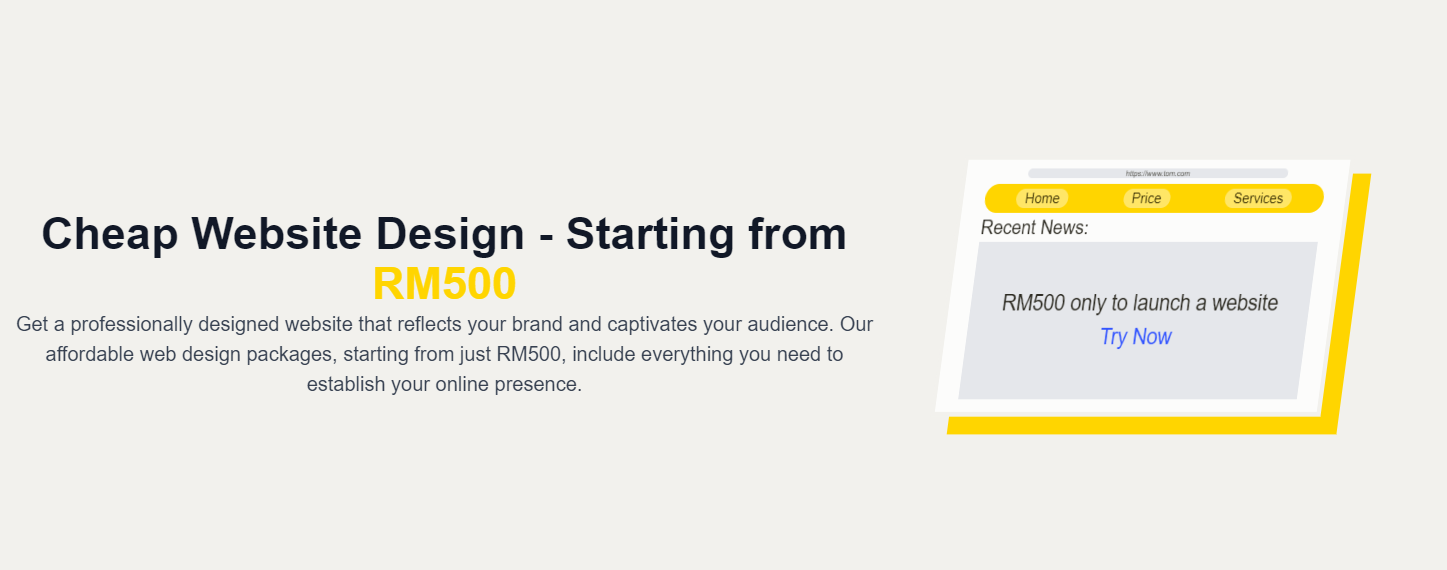 Cheap Website Design - Starting from
RM500
Get a professionally designed website that reflects your brand and captivates your audience. Our
affordable web design packages, starting from just RM500, include everything you need to
establish your online presence.
https://www.tom.com
Home Price Services
Recent News:
RM500 only to launch a website
Try Now